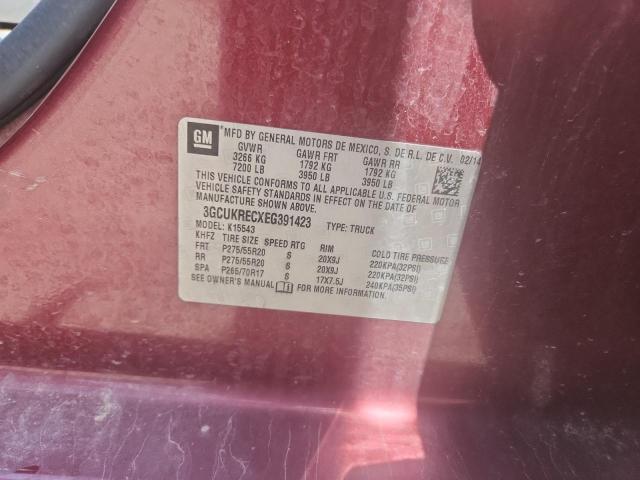 GM MFD BY GENERAL MOTORS DE MEXICO, S. DE R.L. DE C.V. 02/14
GVWR GAWR FRT GAWR RR
3266 KG 1792 KG 1792 KG
7200 LB 3950 LB 3950 LB
THIS VEHICLE CONFORMS TO ALL APPLICABLE U.S. FEDERAL MOTOR
VEHICLE SAFETY STANDARDS IN EFFECT ON THE DATE OF
MANUFACTURE SHOWN ABOVE.
3GCUKRECXEG391423 TYPE: TRUCK
MODEL: K15543
KHFZ TIRE SIZE SPEED RTG RIM COLD TIRE PRESSURE
FRT P275/55R20 S 20X9J 220KPA(32PSI)
RR P275/55R20 S 20X9J 220KPA(32PSI)
SPA P265/70R17 S 17X7.5J 240KPA(35PSI)
SEE OWNER'S MANUAL FOR MORE INFORMATION.